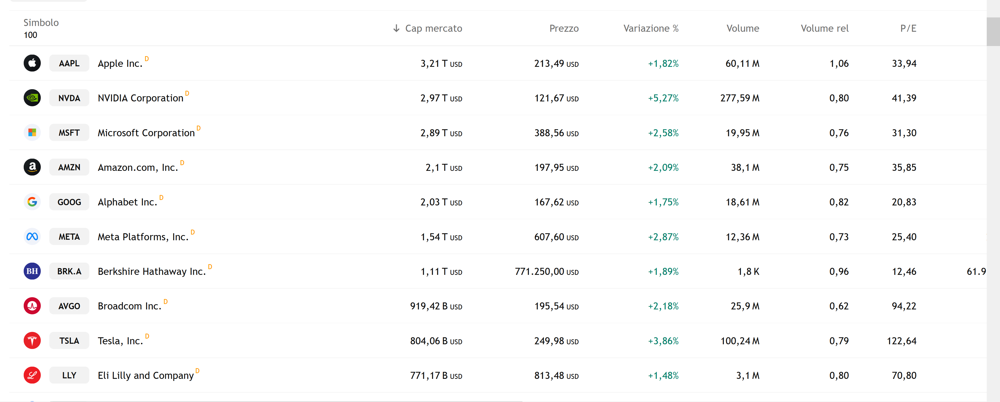 Simbolo
100
↓ Cap mercato Prezzo Variazione % Volume Volume rel P/E
AAPL Apple Inc. D 3,21 T USD 213,49 USD +1,82% 60,11 M 1,06 33,94
NVDA NVIDIA Corporation D 2,97 T USD 121,67 USD +5,27% 277,59 M 0,80 41,39
MSFT Microsoft Corporation D 2,89 T USD 388,56 USD +2,58% 19,95 M 0,76 31,30
a AMZN Amazon.com, Inc. D 2,1 T USD 197,95 USD +2,09% 38,1 M 0,75 35,85
G GOOG Alphabet Inc. D 2,03 T USD 167,62 USD +1,75% 18,61 M 0,82 20,83
META Meta Platforms, Inc. D 1,54 T USD 607,60 USD +2,87% 12,36 M 0,73 25,40
BH BRK.A Berkshire Hathaway Inc. D 1,11 T USD 771.250,00 USD +1,89% 1,8 K 0,96 12,46 61.9
AVGO Broadcom Inc. D 919,42 B USD 195,54 USD +2,18% 25,9 M 0,62 94,22
TSLA Tesla, Inc. D 804,06 B USD 249,98 USD +3,86% 100,24 M 0,79 122,64
LLY Eli Lilly and Company D 771,17 B USD 813,48 USD +1,48% 3,1 M 0,80 70,80